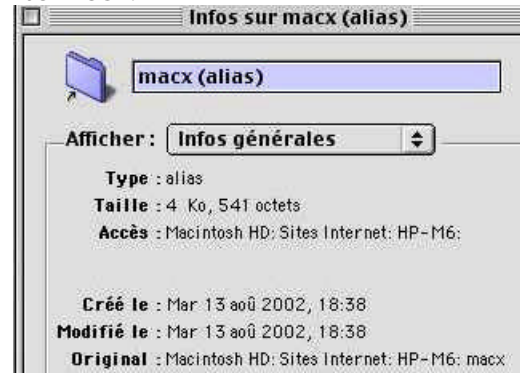 Infos sur macx (alias)
macx (alias)
Afficher : Infos générales
Type : alias
Taille : 4 Ko, 541 octets
Accès : Macintosh HD: Sites Internet: HP-M6:
Créé le : Mar 13 aoû 2002, 18:38
Modifié le : Mar 13 aoû 2002, 18:38
Original : Macintosh HD: Sites Internet: HP-M6: macx